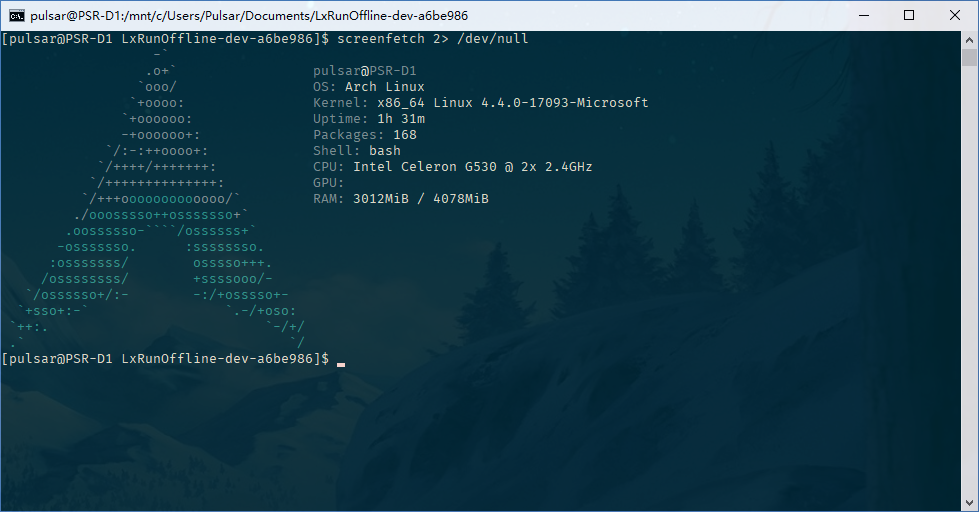 pulsar@PSR-D1:/mnt/c/Users/Pulsar/Documents/LxRunOffline-dev-a6be986
[pulsar@PSR-D1 LxRunOffline-dev-a6be986]$ screenfetch 2> /dev/null
                   -`
                  .o+`                 pulsar@PSR-D1
                 `ooo/                 OS: Arch Linux
                `+oooo:                Kernel: x86_64 Linux 4.4.0-17093-Microsoft
               `+oooooo:               Uptime: 1h 31m
               -+oooooo+:              Packages: 168
             `/:-:++oooo+:             Shell: bash
            `/++++/+++++++:            CPU: Intel Celeron G530 @ 2x 2.4GHz
           `/++++++++++++++:           GPU:
          `/+++ooooooooooooo/`         RAM: 3012MiB / 4078MiB
         ./ooosssso++osssssso+`
        .oossssso-````/ossssss+`
       -osssssso.      :ssssssso.
      :osssssss/        osssso+++.
     /ossssssss/        +ssssooo/-
   `/ossssso+/:-        -:/+osssso+-
  `+sso+:-`                 `.-/+oso:
 `++:.                           `-/+/
 .`                                 `/
[pulsar@PSR-D1 LxRunOffline-dev-a6be986]$